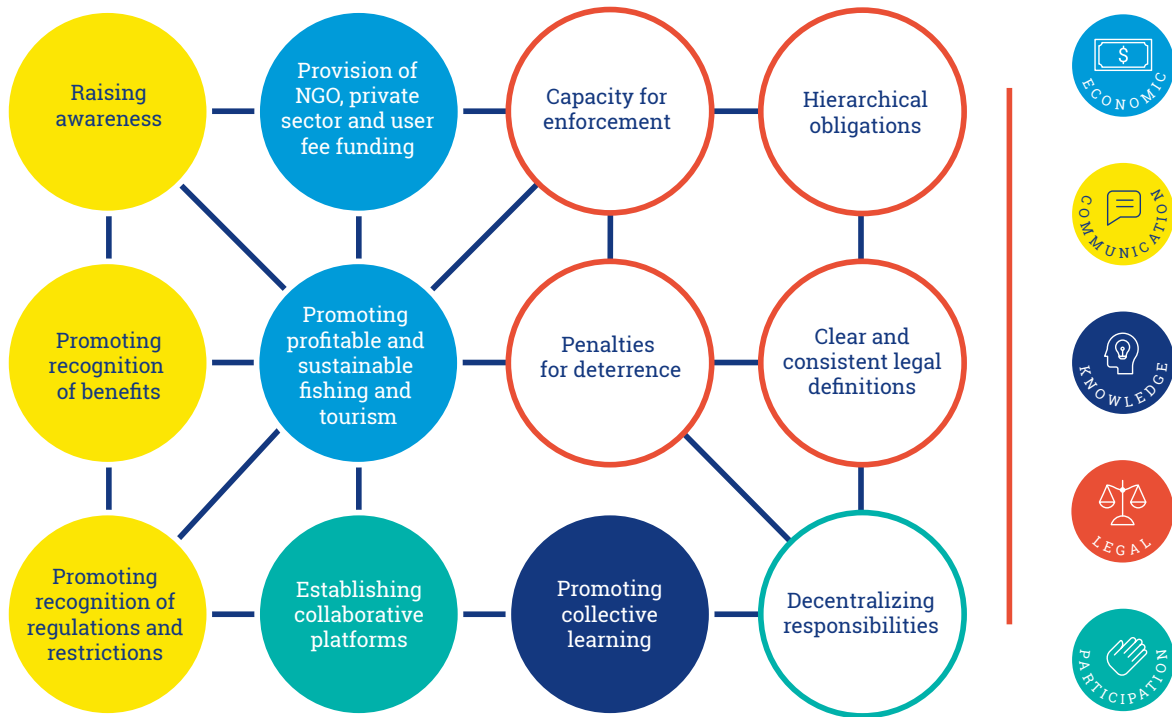 Raising
awareness
Provision of
NGO, private
sector and user
fee funding
Capacity for
enforcement
Hierarchical
obligations
Promoting
recognition
of benefits
Promoting
profitable and
sustainable
fishing and
tourism
Penalties
for deterrence
Clear and
consistent legal
definitions
Promoting
recognition of
regulations and
restrictions
Establishing
collaborative
platforms
Promoting
collective
learning
Decentralizing
responsibilities
$
ECONOMIC
COMMUNICATION
KNOWLEDGE
LEGAL
PARTICIPATION